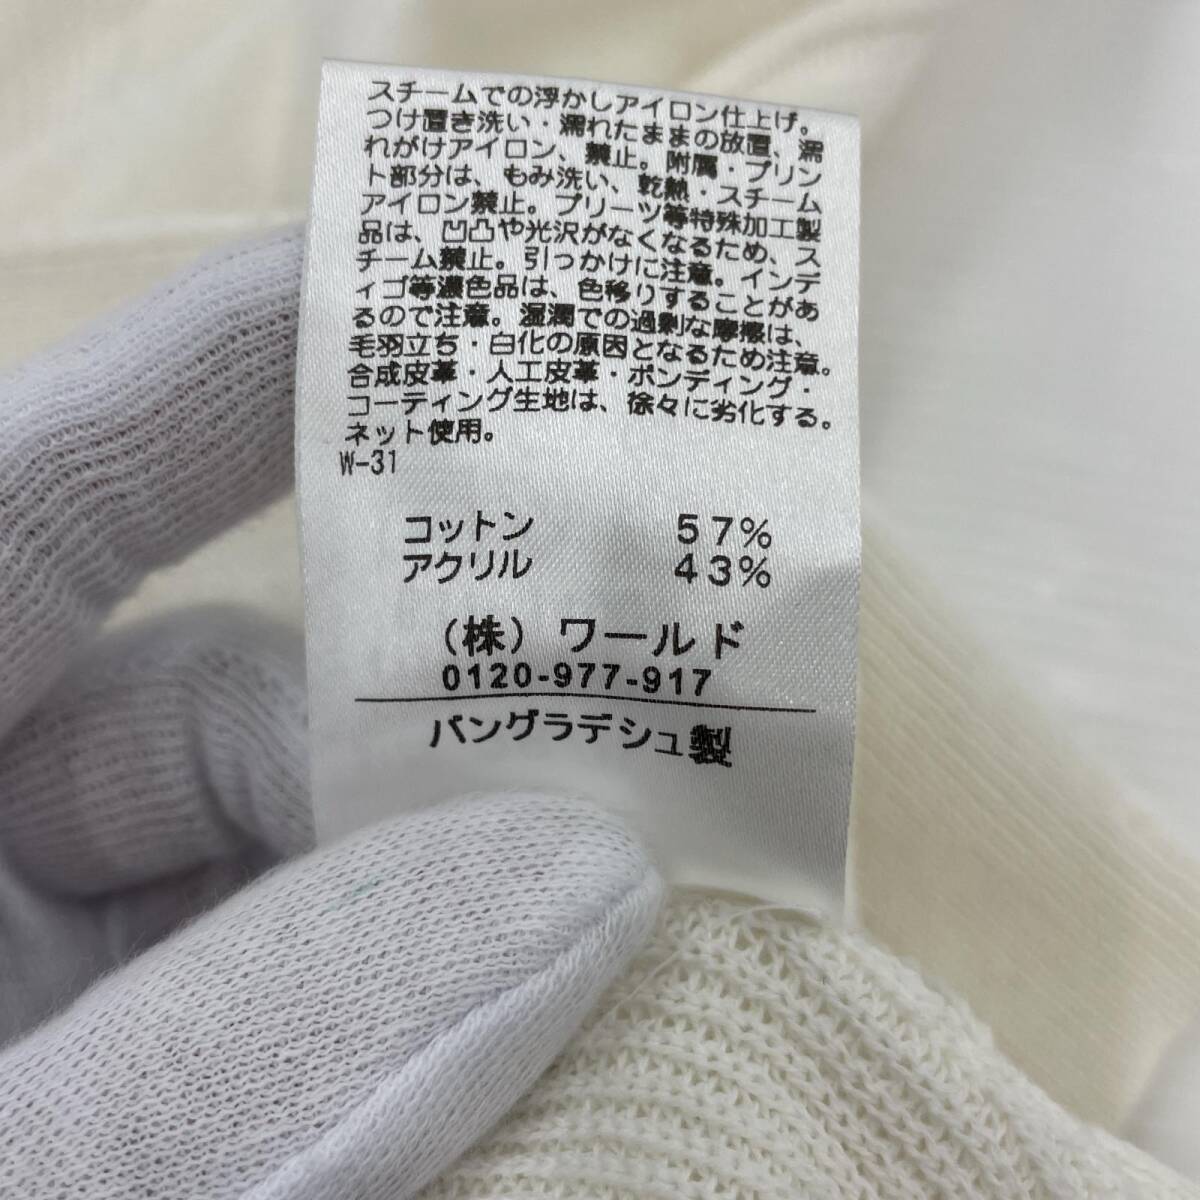 スチームでの浮かしアイロン仕上げ。
つけ置き洗い・濡れたままの放置、濡
れがけアイロン、禁止。附属・プリン
ト部分は、もみ洗い、乾熱・スチーム
アイロン禁止。プリーツ等特殊加工製
品は、凹凸や光沢がなくなるため、ス
チーム禁止。引っかけに注意。インデ
ィゴ等濃色品は、色移りすることがあ
るので注意。湿潤での過剰な摩擦は、
毛羽立ち・白化の原因となるため注意。
合成皮革・人工皮革・ボンディング・
コーティング生地は、徐々に劣化する。
ネット使用。
W-31
コットン 57%
アクリル 43%
(株) ワールド
0120-977-917
バングラデシュ製